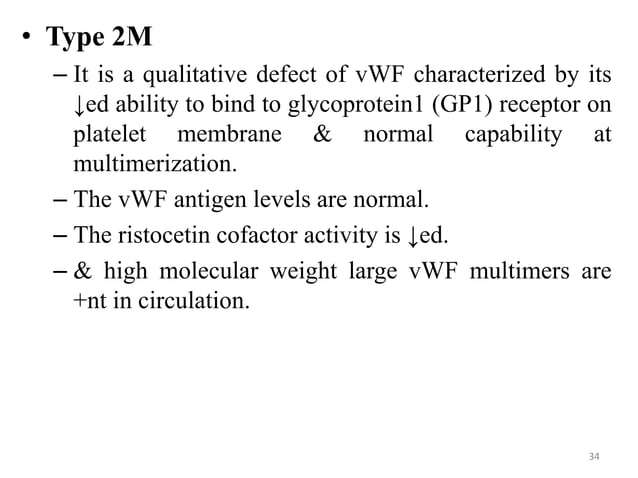 • Type 2M
– It is a qualitative defect of vWF characterized by its
↓ed ability to bind to glycoprotein1 (GP1) receptor on
platelet membrane & normal capability at
multimerization.
– The vWF antigen levels are normal.
– The ristocetin cofactor activity is ↓ed.
– & high molecular weight large vWF multimers are
+nt in circulation.
34